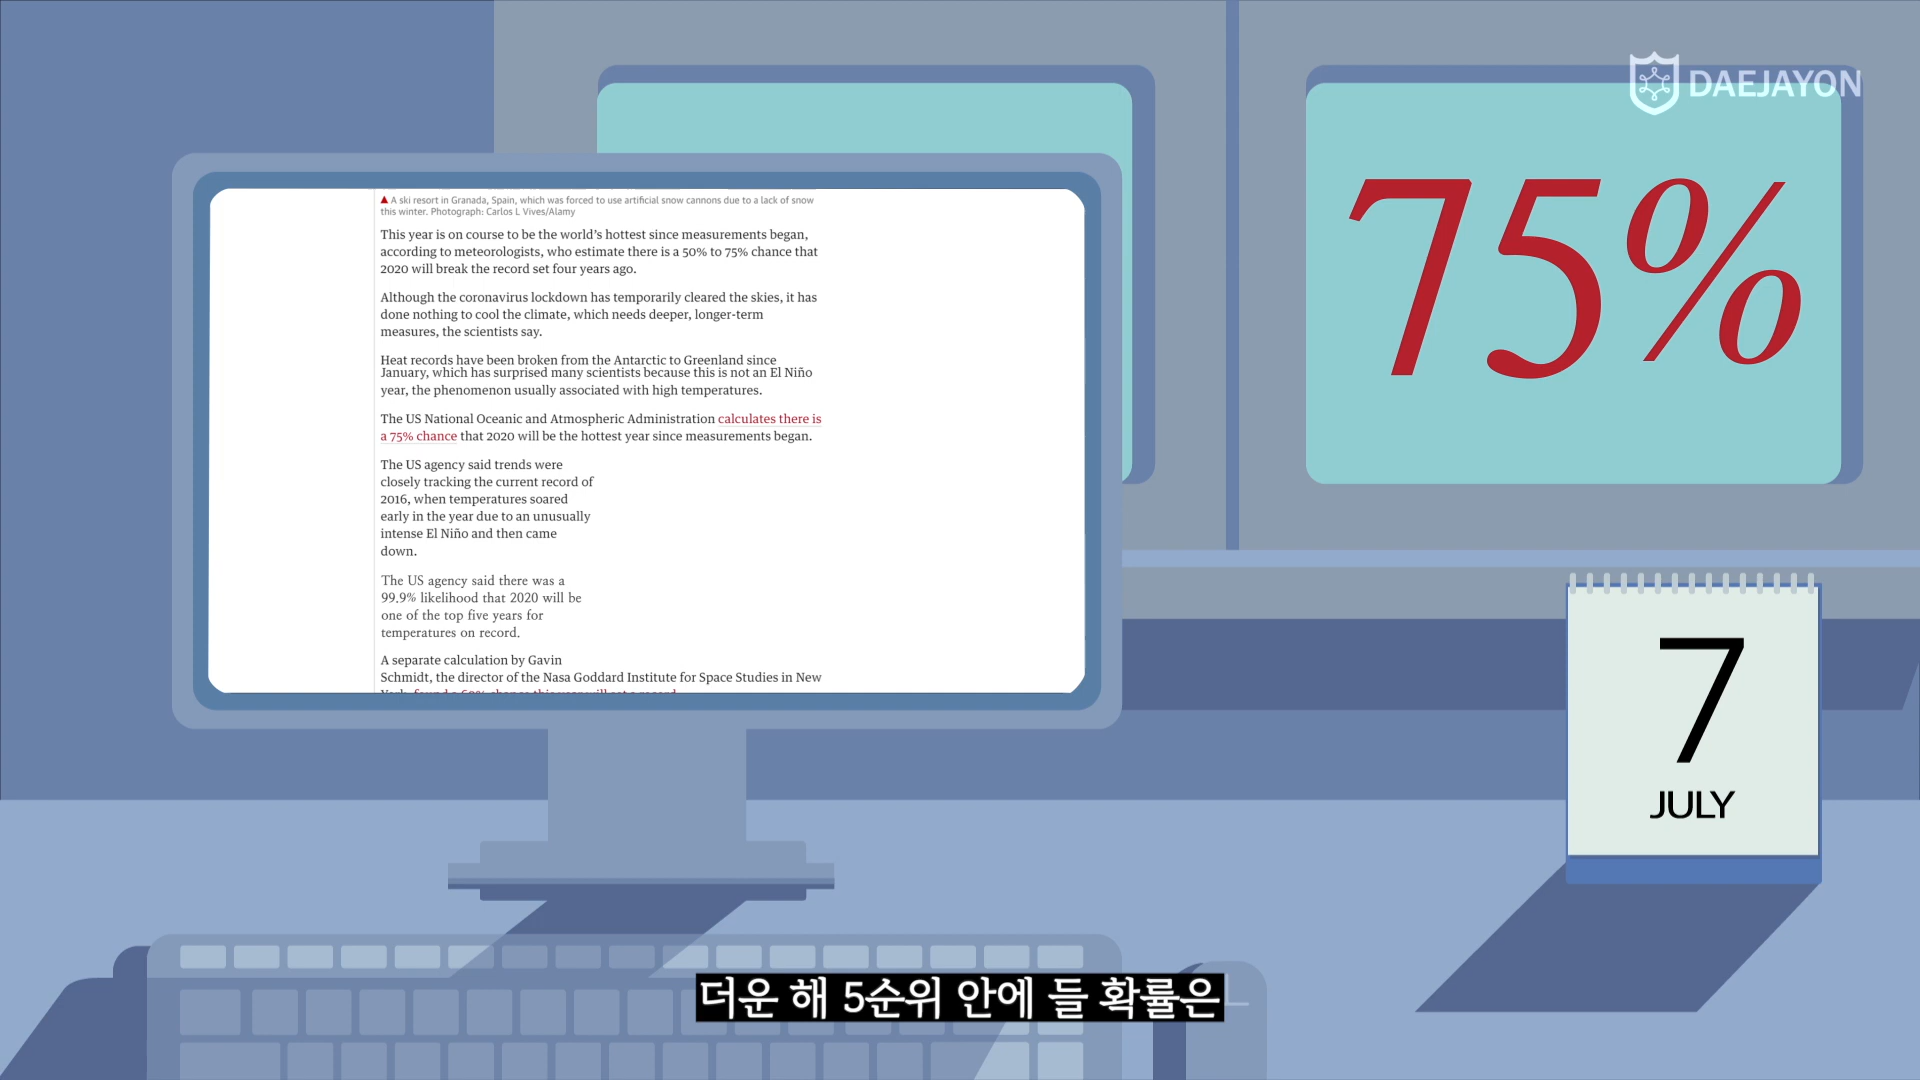 DAEJAYON
75%
▲ A ski resort in Granada, Spain, which was forced to use artificial snow cannons due to a lack of snow
this winter. Photograph: Carlos L Vives/Alamy
This year is on course to be the world's hottest since measurements began,
according to meteorologists, who estimate there is a 50% to 75% chance that
2020 will break the record set four years ago.
Although the coronavirus lockdown has temporarily cleared the skies, it has
done nothing to cool the climate, which needs deeper, longer-term
measures, the scientists say.
Heat records have been broken from the Antarctic to Greenland since
January, which has surprised many scientists because this is not an El Niño
year, the phenomenon usually associated with high temperatures.
The US National Oceanic and Atmospheric Administration calculates there is
a 75% chance that 2020 will be the hottest year since measurements began.
The US agency said trends were
closely tracking the current record of
2016, when temperatures soared
early in the year due to an unusually
intense El Niño and then came
down.
The US agency said there was a
99.9% likelihood that 2020 will be
one of the top five years for
temperatures on record.
A separate calculation by Gavin
Schmidt, the director of the Nasa Goddard Institute for Space Studies in New
York, found a 60% chance this year will set a record.
7
JULY
더운 해 5순위 안에 들 확률은